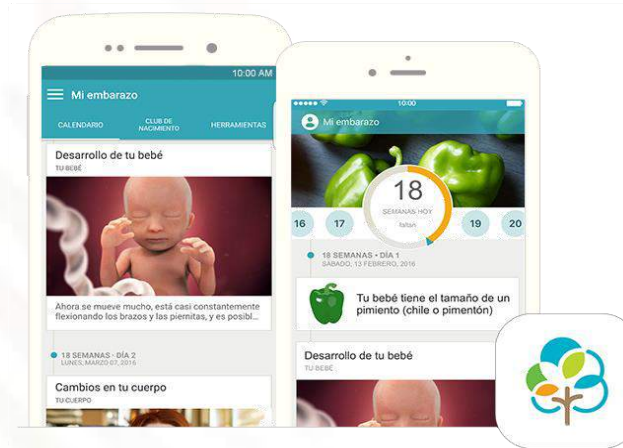 10:00 AM
Mi embarazo
CALENDARIO
CLUB DE
NACIMIENTO
HERRAMIENTAS
Desarrollo de tu bebé
TU BEBÉ
Ahora se mueve mucho, está casi constantemente
flexionando los brazos y las piernitas, y es posibl...
18 SEMANAS - DÍA 2
LUNES, MARZO 07, 2016
Cambios en tu cuerpo
TU CUERPO
10:00
Mi embarazo
18
SEMANAS HOY
faltan
16 17 19 20
18 SEMANAS • DÍA 1
SÁBADO, 13 FEBRERO, 2016
Tu bebé tiene el tamaño de un
pimiento (chile o pimentón)
Desarrollo de tu bebé
TU BEBÉ